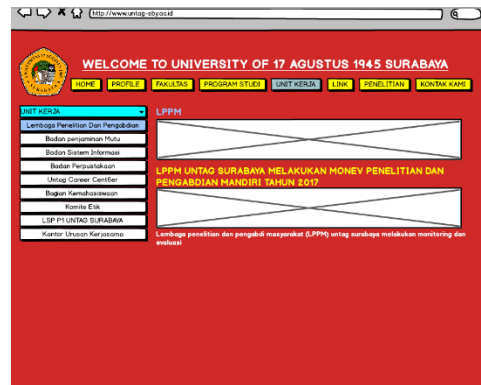 http://www.untag-sby.ac.id
WELCOME TO UNIVERSITY OF 17 AGUSTUS 1945 SURABAYA
HOME PROFILE FAKULTAS PROGRAM STUDI UNIT KERJA LINK PENELITIAN KONTAK KAMI
UNIT KERJA
Lembaga Penelitian Dan Pengabdian
Badan penjaminan Mutu
Badan Sistem Informasi
Badan Perpustakaan
Untag Career Cent6er
Bagian Kemahasiswaan
Komite Etik
LSP P1 UNTAG SURABAYA
Kantor Urusan Kerjasama
LPPM
LPPM UNTAG SURABAYA MELAKUKAN MONEV PENELITIAN DAN
PENGABDIAN MANDIRI TAHUN 2017
Lembaga penelitian dan pengabdi masyarakat (LPPM) untag surabaya melakukan monitoring dan
evaluasi